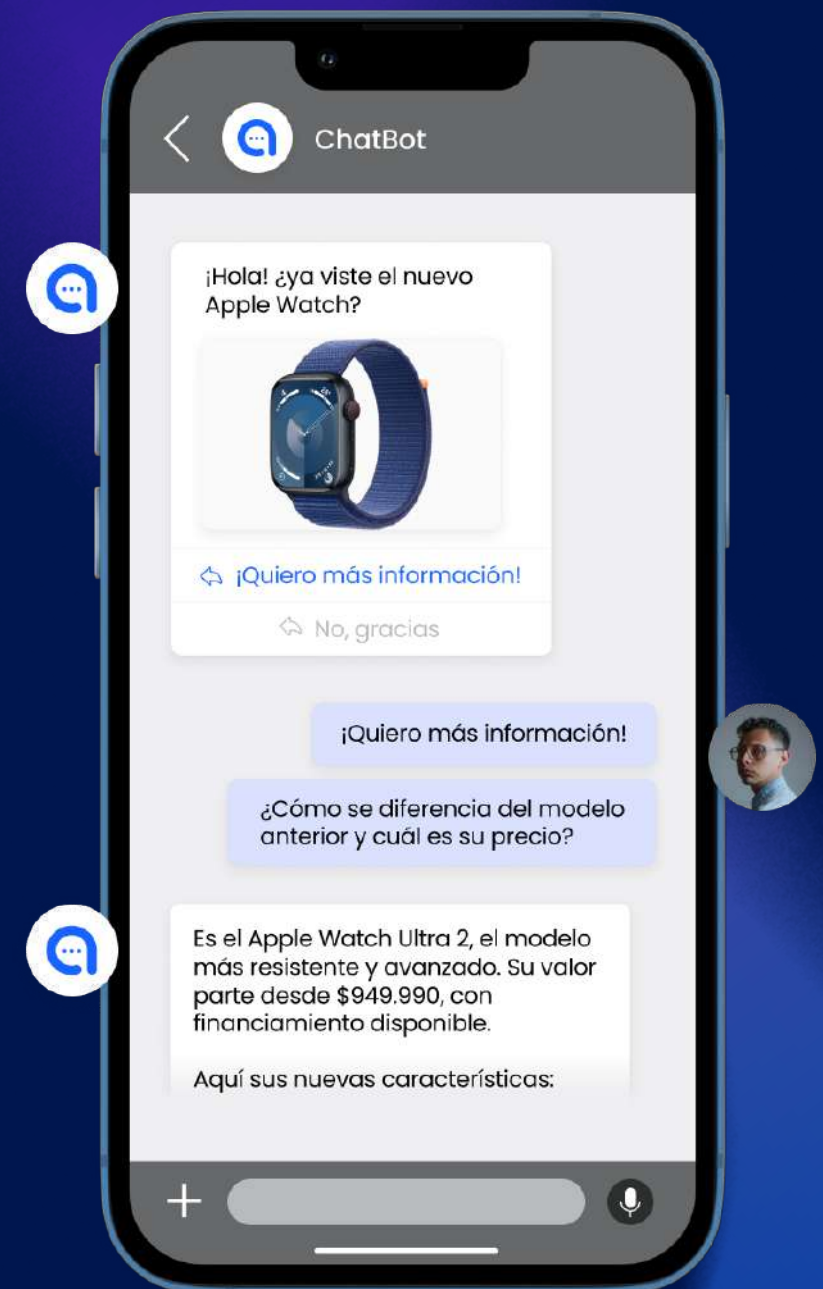 ChatBot
¡Hola! ¿ya viste el nuevo
Apple Watch?
¡Quiero más información!
No, gracias
¡Quiero más información!
¿Cómo se diferencia del modelo
anterior y cuál es su precio?
Es el Apple Watch Ultra 2, el modelo
más resistente y avanzado. Su valor
parte desde $949.990, con
financiamiento disponible.
Aquí sus nuevas características: